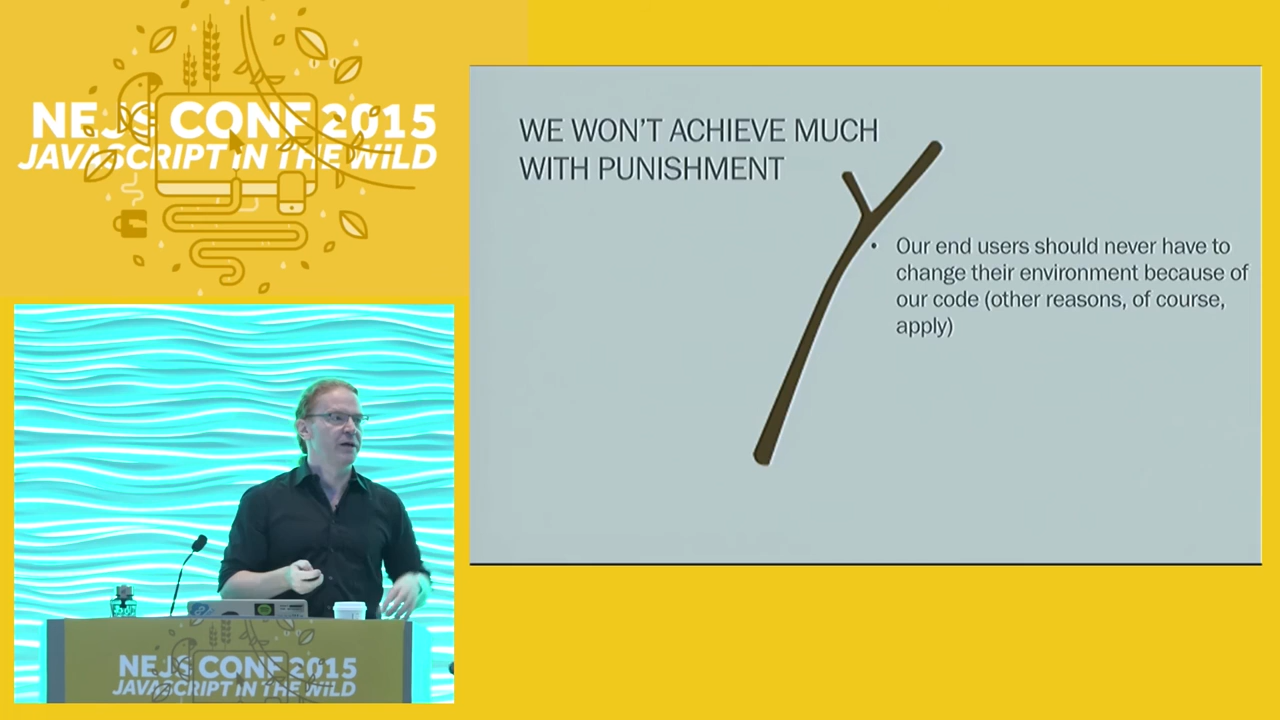 NEJS CONF 2015
JAVASCRIPT IN THE WILD
WE WON'T ACHIEVE MUCH
WITH PUNISHMENT
• Our end users should never have to
change their environment because of
our code (other reasons, of course,
apply)
NEJS CONF 2015
JAVASCRIPT IN THE WILD